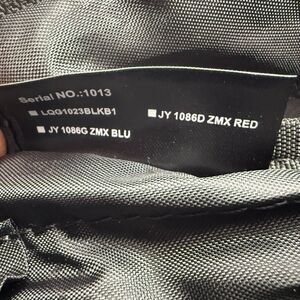 Serial NO.:1013
LQG1023BLKB1
JY 1086D ZMX RED
JY 1086G ZMX BLU